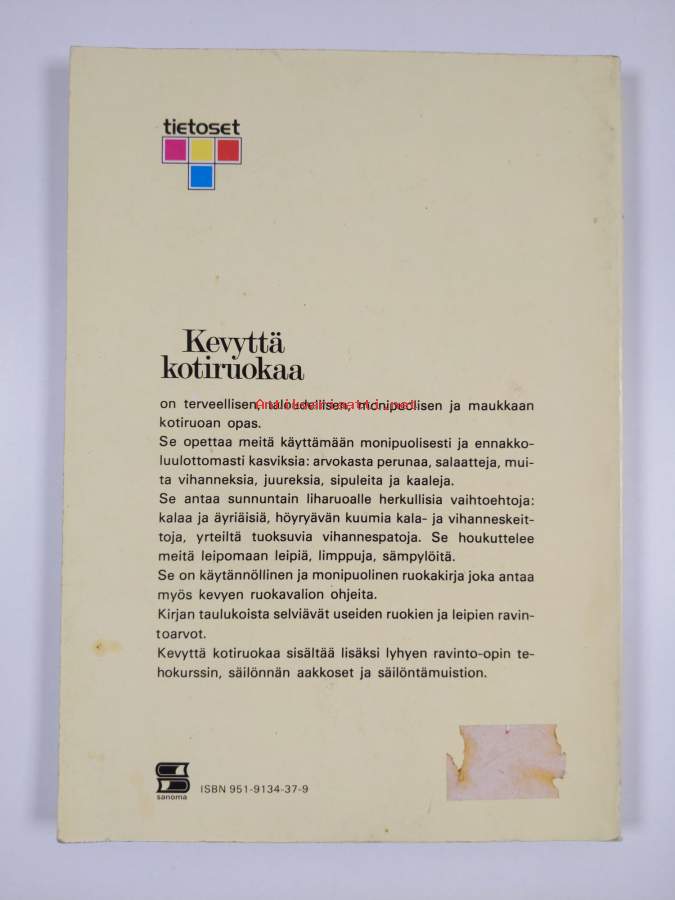 tietoset
Kevyttä
kotiruokaa
on terveellisen, taloudellisen, monipuolisen ja maukkaan
Antikvariaatti.net
kotiruoan opas.
Se opettaa meitä käyttämään monipuolisesti ja ennakko-
luulottomasti kasviksia: arvokasta perunaa, salaatteja, mui-
ta vihanneksia, juureksia, sipuleita ja kaaleja.
Se antaa sunnuntain liharuoalle herkullisia vaihtoehtoja:
kalaa ja äyriäisiä, höyryävän kuumia kala- ja vihanneskeit-
toja, yrteiltä tuoksuvia vihannespatoja. Se houkuttelee
meitä leipomaan leipiä, limppuja, sämpylöitä.
Se on käytännöllinen ja monipuolinen ruokakirja joka antaa
myös kevyen ruokavalion ohjeita.
Kirjan taulukoista selviävät useiden ruokien ja leipien ravin-
toarvot.
Kevyttä kotiruokaa sisältää lisäksi lyhyen ravinto-opin te-
hokurssin, säilönnän aakkoset ja säilöntämuistion.
sanoma
ISBN 951-9134-37-9